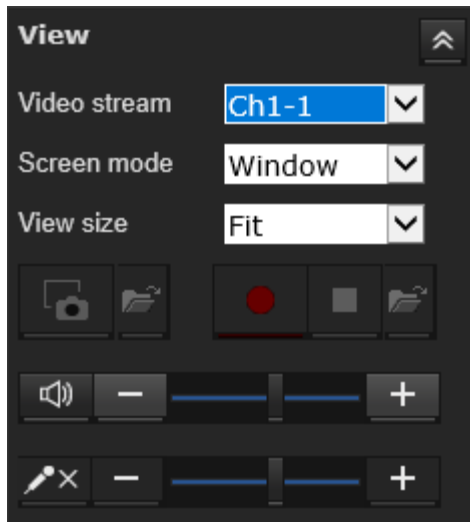 View
Video stream
Ch1-1
Screen mode
Window
View size
Fit